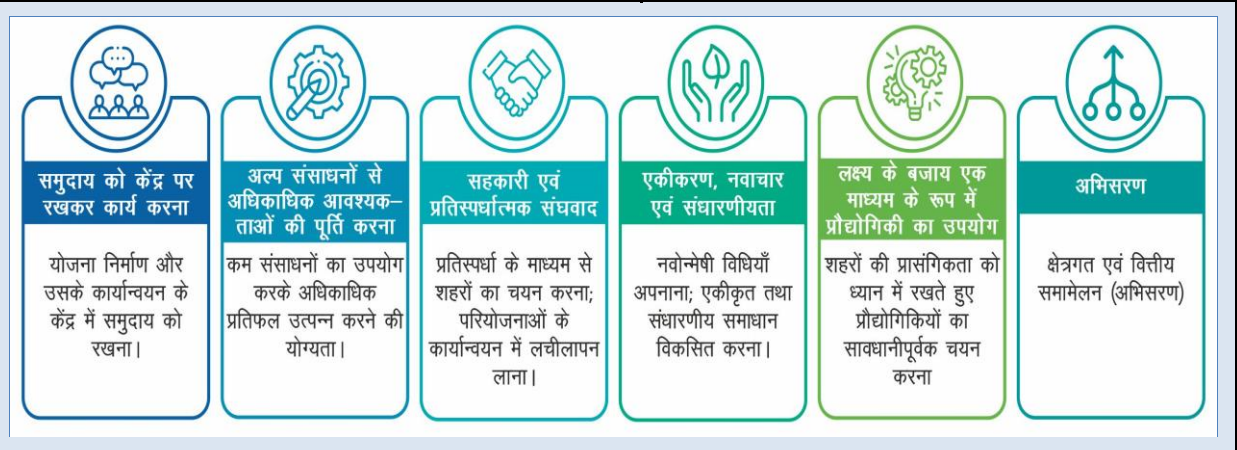 समुदाय को केंद्र पर
रखकर कार्य करना
योजना निर्माण और
उसके कार्यान्वयन के
केंद्र में समुदाय को
रखना।
अल्प संसाधनों से
अधिकाधिक आवश्यक–
ताओं की पूर्ति करना
कम संसाधनों का उपयोग
करके अधिकाधिक
प्रतिफल उत्पन्न करने की
योग्यता।
सहकारी एवं
प्रतिस्पर्धात्मक संघवाद
प्रतिस्पर्धा के माध्यम से
शहरों का चयन करना;
परियोजनाओं के
कार्यान्वयन में लचीलापन
लाना।
एकीकरण, नवाचार
एवं संधारणीयता
नवोन्मेषी विधियाँ
अपनाना; एकीकृत तथा
संधारणीय समाधान
विकसित करना।
लक्ष्य के बजाय एक
माध्यम के रूप में
प्रौद्योगिकी का उपयोग
शहरों की प्रासंगिकता को
ध्यान में रखते हुए
प्रौद्योगिकियों का
सावधानीपूर्वक चयन
करना
अभिसरण
क्षेत्रगत एवं वित्तीय
समामेलन (अभिसरण)